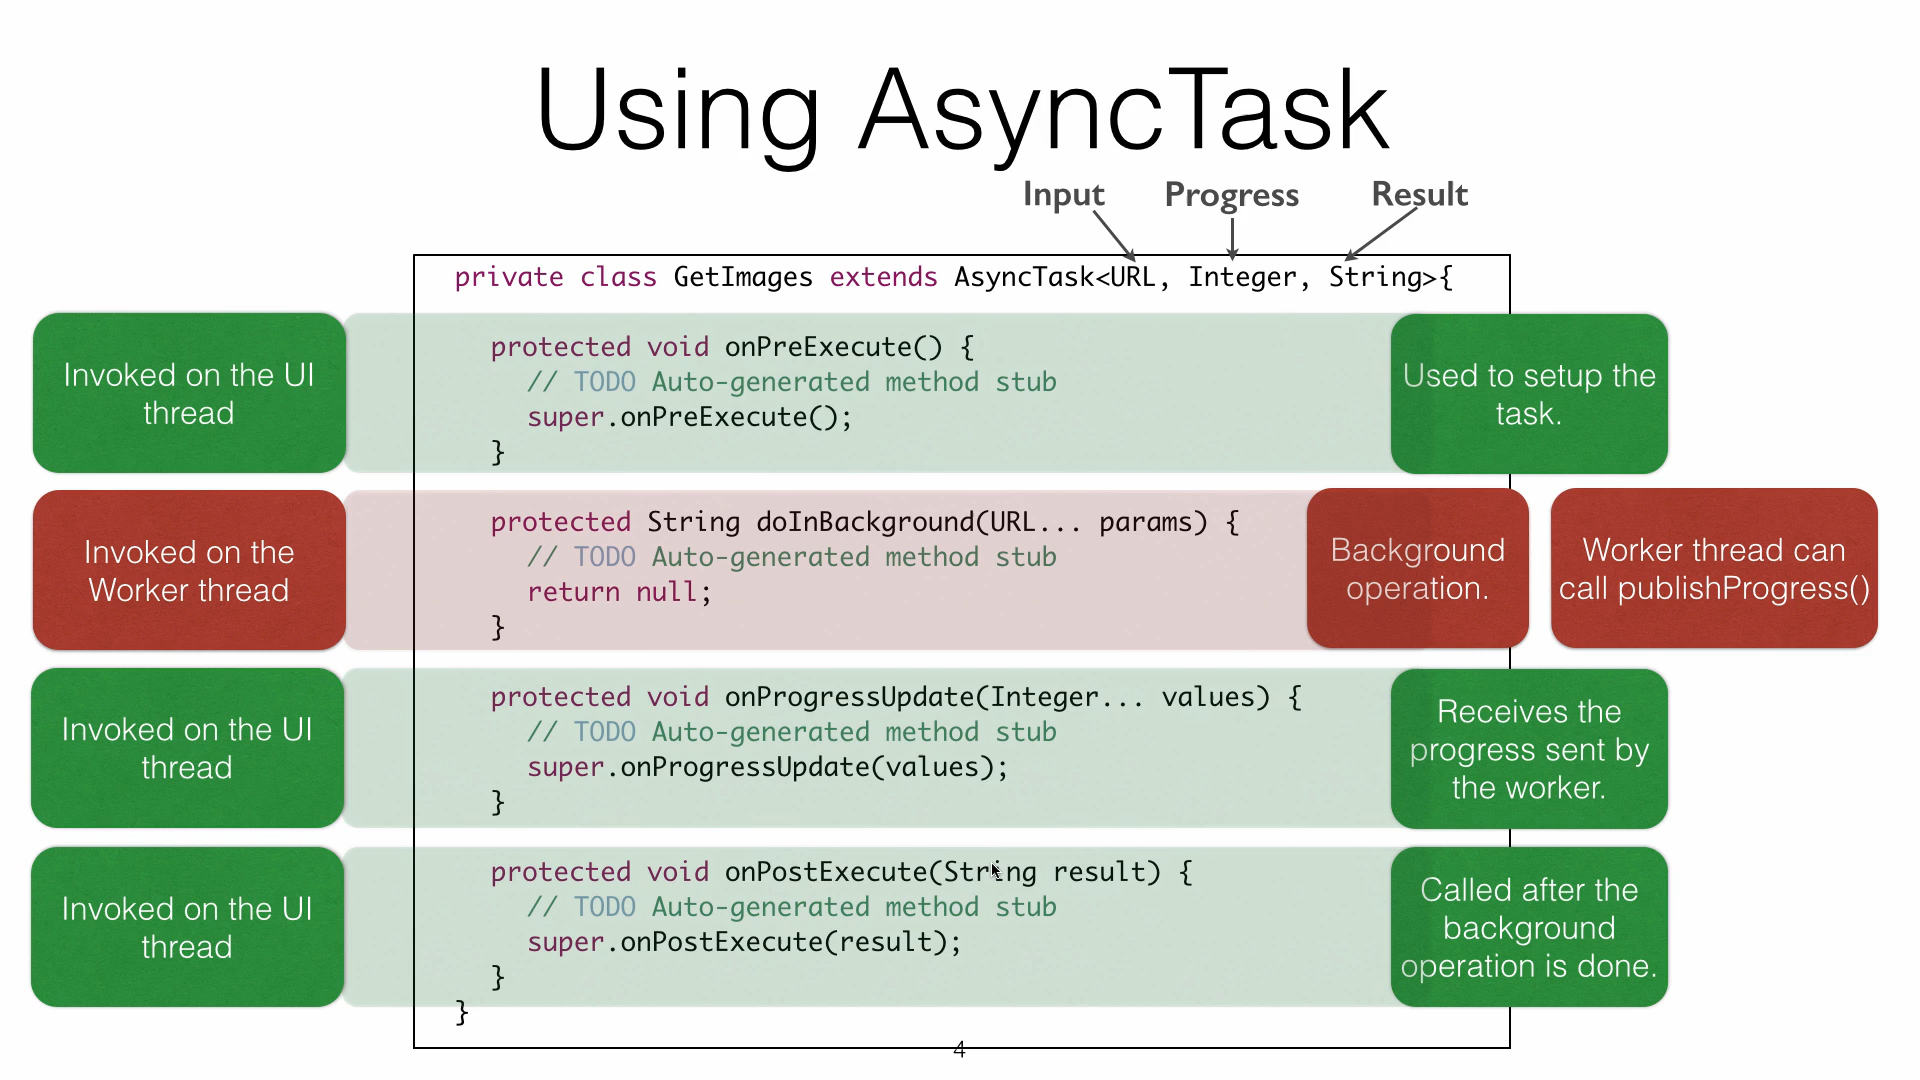 Using AsyncTask
Input Progress Result
private class GetImages extends AsyncTask<URL, Integer, String>{
Invoked on the UI
thread
protected void onPreExecute() {
// TODO Auto-generated method stub
super.onPreExecute();
}
Used to setup the
task.
Invoked on the
Worker thread
protected String doInBackground(URL... params) {
// TODO Auto-generated method stub
return null;
}
Background
operation.
Worker thread can
call publishProgress()
Invoked on the UI
thread
protected void onProgressUpdate(Integer... values) {
// TODO Auto-generated method stub
super.onProgressUpdate(values);
}
Receives the
progress sent by
the worker.
Invoked on the UI
thread
protected void onPostExecute(String result) {
// TODO Auto-generated method stub
super.onPostExecute(result);
}
Called after the
background
operation is done.
}
4